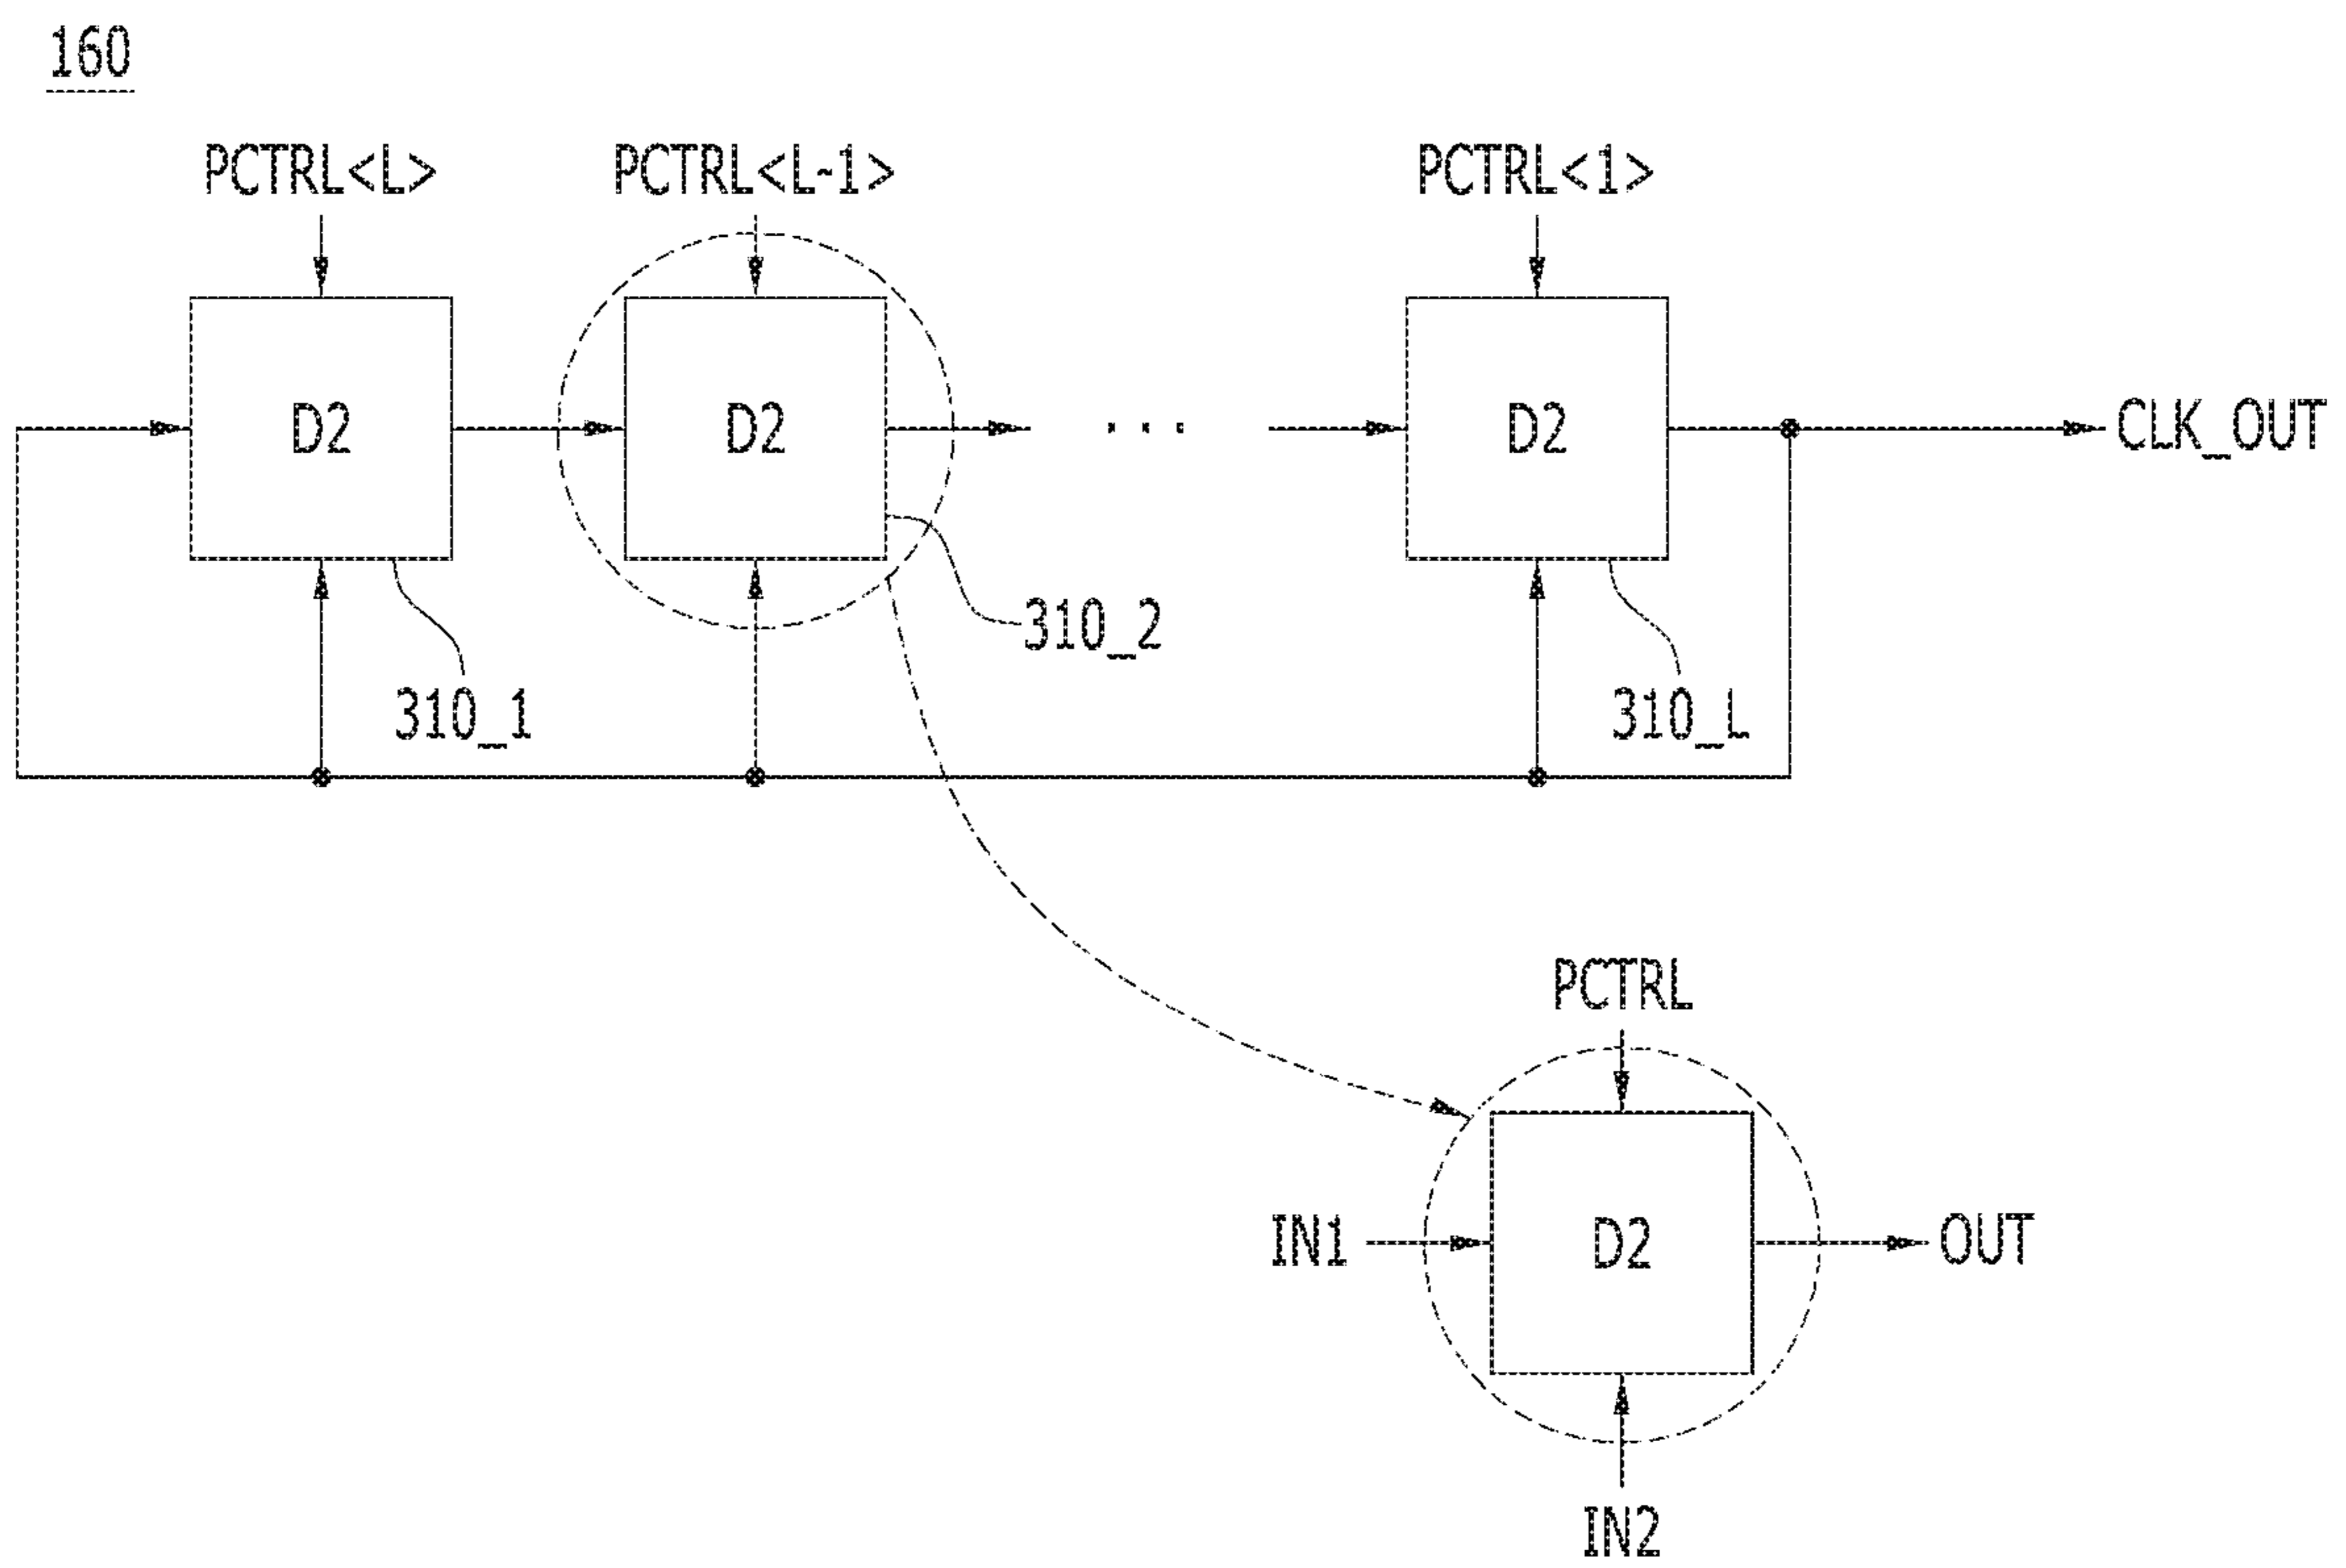 160
PCTRL<L> PCTRL<L-1> PCTRL<1>
D2 D2 ... D2 CLK_OUT
310_2
310_1 310_L
PCTRL
IN1 D2 OUT
IN2